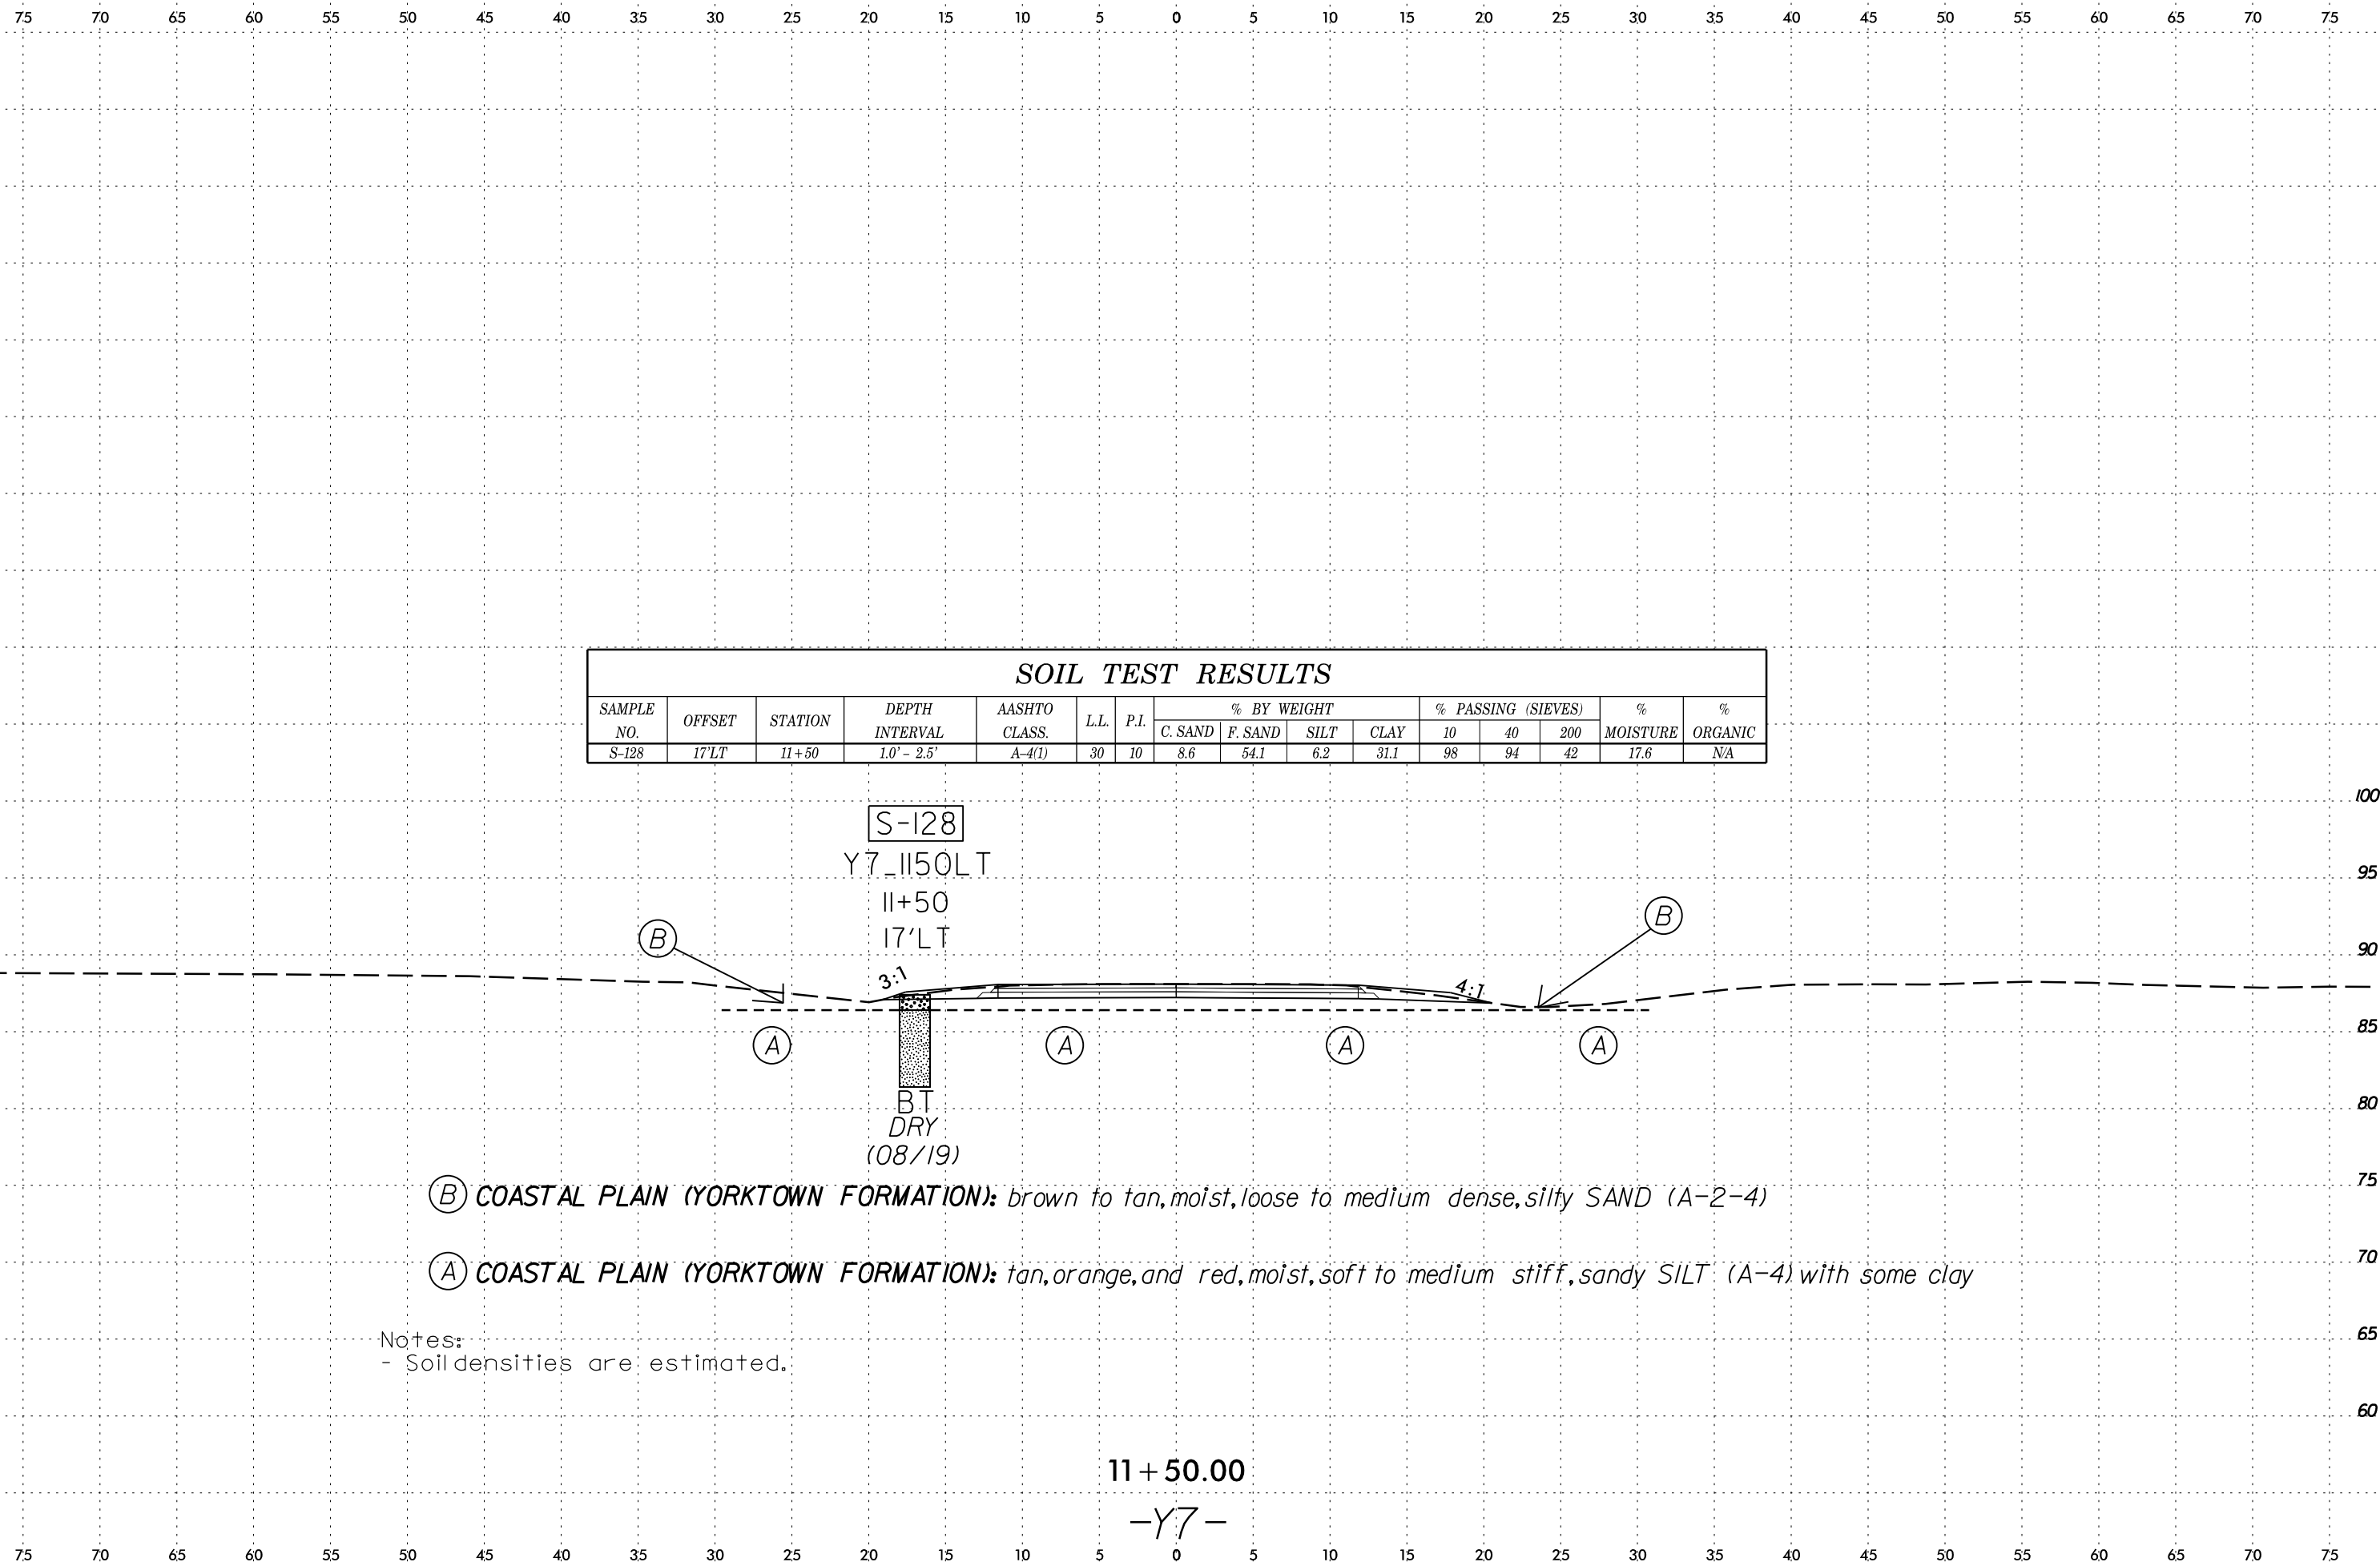 75 70 65 60 55 50 45 40 35 30 25 20 15 10 5 0 5 10 15 20 25 30 35 40 45 50 55 60 65 70 75
SOIL TEST RESULTS
SAMPLE NO. OFFSET STATION DEPTH INTERVAL AASHTO CLASS. L.L. P.I. % BY WEIGHT % PASSING (SIEVES) % MOISTURE % ORGANIC
C. SAND F. SAND SILT CLAY 10 40 200
S-128 17'LT 11+50 1.0' - 2.5' A-4(1) 30 10 8.6 54.1 6.2 31.1 98 94 42 17.6 N/A
100
S-128
Y7_1150LT
95
11+50
17'LT
B
B
90
3:1
4:1
85
A A A A
BT
80
DRY
(08/19)
B COASTAL PLAIN (YORKTOWN FORMATION): brown to tan, moist, loose to medium dense, silty SAND (A-2-4)
75
70
A COASTAL PLAIN (YORKTOWN FORMATION): tan, orange, and red, moist, soft to medium stiff, sandy SILT (A-4) with some clay
65
Notes:
- Soil densities are estimated.
60
11+50.00
-Y7-
75 70 65 60 55 50 45 40 35 30 25 20 15 10 5 0 5 10 15 20 25 30 35 40 45 50 55 60 65 70 75